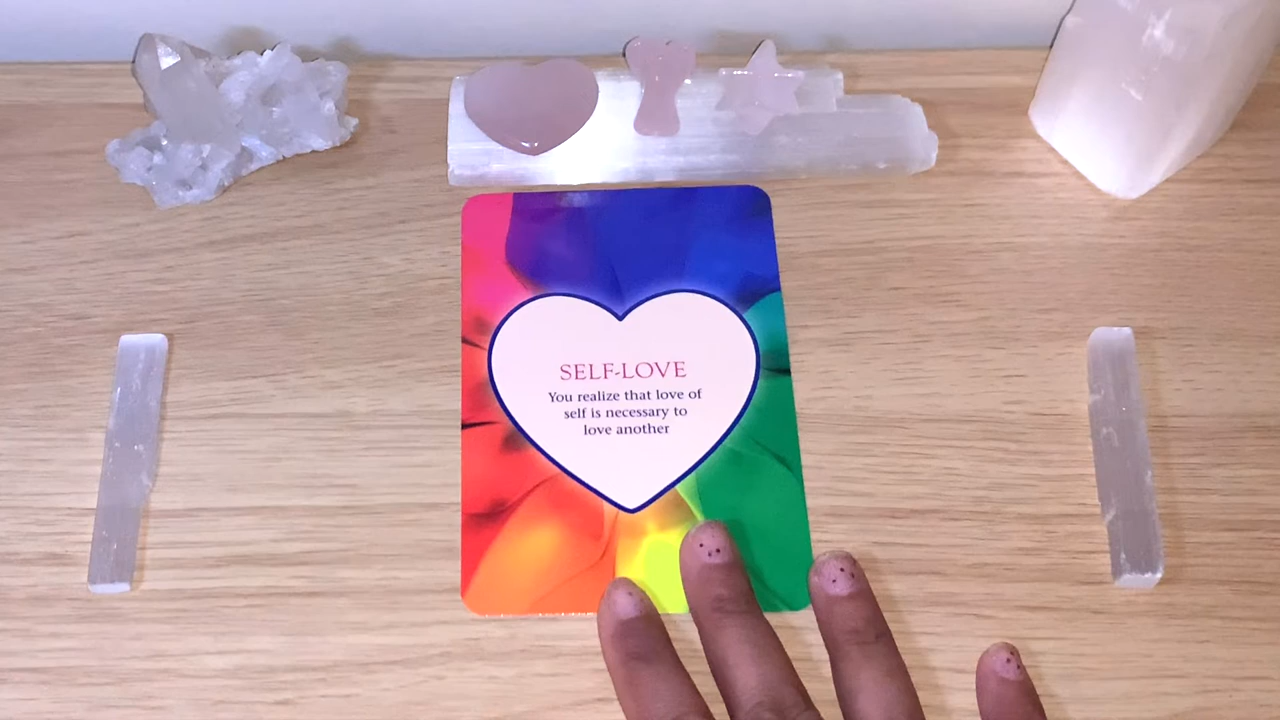 SELF-LOVE
You realize that love of
self is necessary to
love another